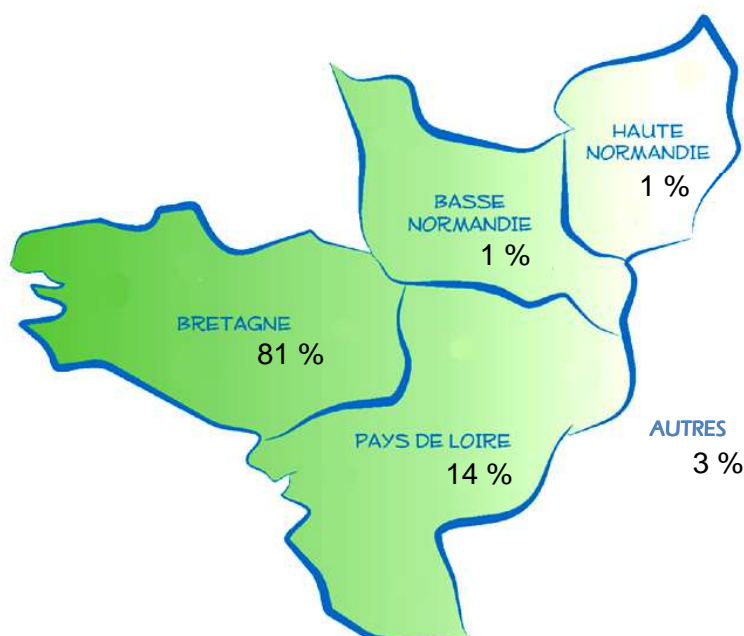 HAUTE
NORMANDIE
1 %
BASSE
NORMANDIE
1 %
BRETAGNE
81 %
PAYS DE LOIRE
14 %
AUTRES
3 %